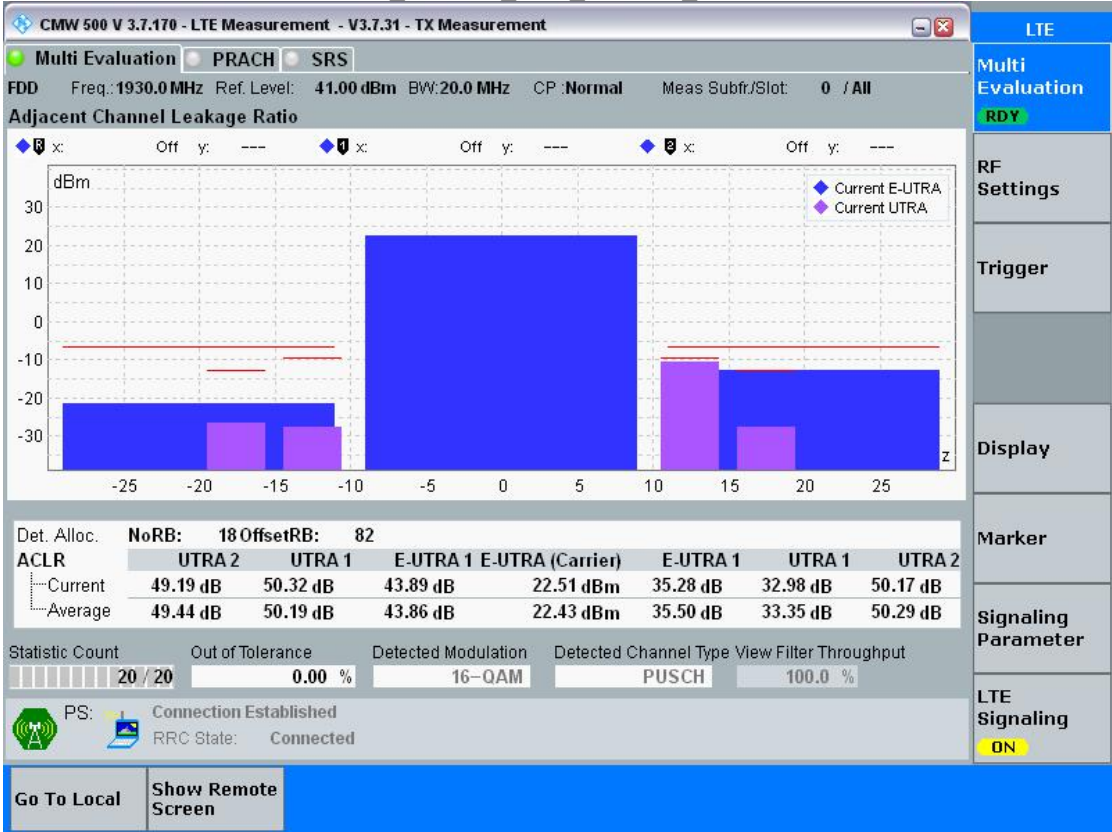 CMW 500 V 3.7.170 - LTE Measurement - V3.7.31 - TX Measurement
LTE
Multi Evaluation PRACH SRS
Multi
Evaluation
RDY
FDD Freq.:1930.0 MHz Ref. Level: 41.00 dBm BW:20.0 MHz CP :Normal Meas Subfr./Slot: 0 / All
Adjacent Channel Leakage Ratio
R x: Off y: --- 1 x: Off y: --- 2 x: Off y: ---
dBm
Current E-UTRA
Current UTRA
30
20
10
0
-10
-20
-30
z
-25 -20 -15 -10 -5 0 5 10 15 20 25
RF
Settings
Trigger
Display
Marker
Signaling
Parameter
LTE
Signaling
ON
Det. Alloc. NoRB: 18 OffsetRB: 82
ACLR UTRA 2 UTRA 1 E-UTRA 1 E-UTRA (Carrier) E-UTRA 1 UTRA 1 UTRA 2
Current 49.19 dB 50.32 dB 43.89 dB 22.51 dBm 35.28 dB 32.98 dB 50.17 dB
Average 49.44 dB 50.19 dB 43.86 dB 22.43 dBm 35.50 dB 33.35 dB 50.29 dB
Statistic Count Out of Tolerance Detected Modulation Detected Channel Type View Filter Throughput
20 / 20 0.00 % 16-QAM PUSCH 100.0 %
PS: Connection Established
RRC State: Connected
Go To Local
Show Remote
Screen